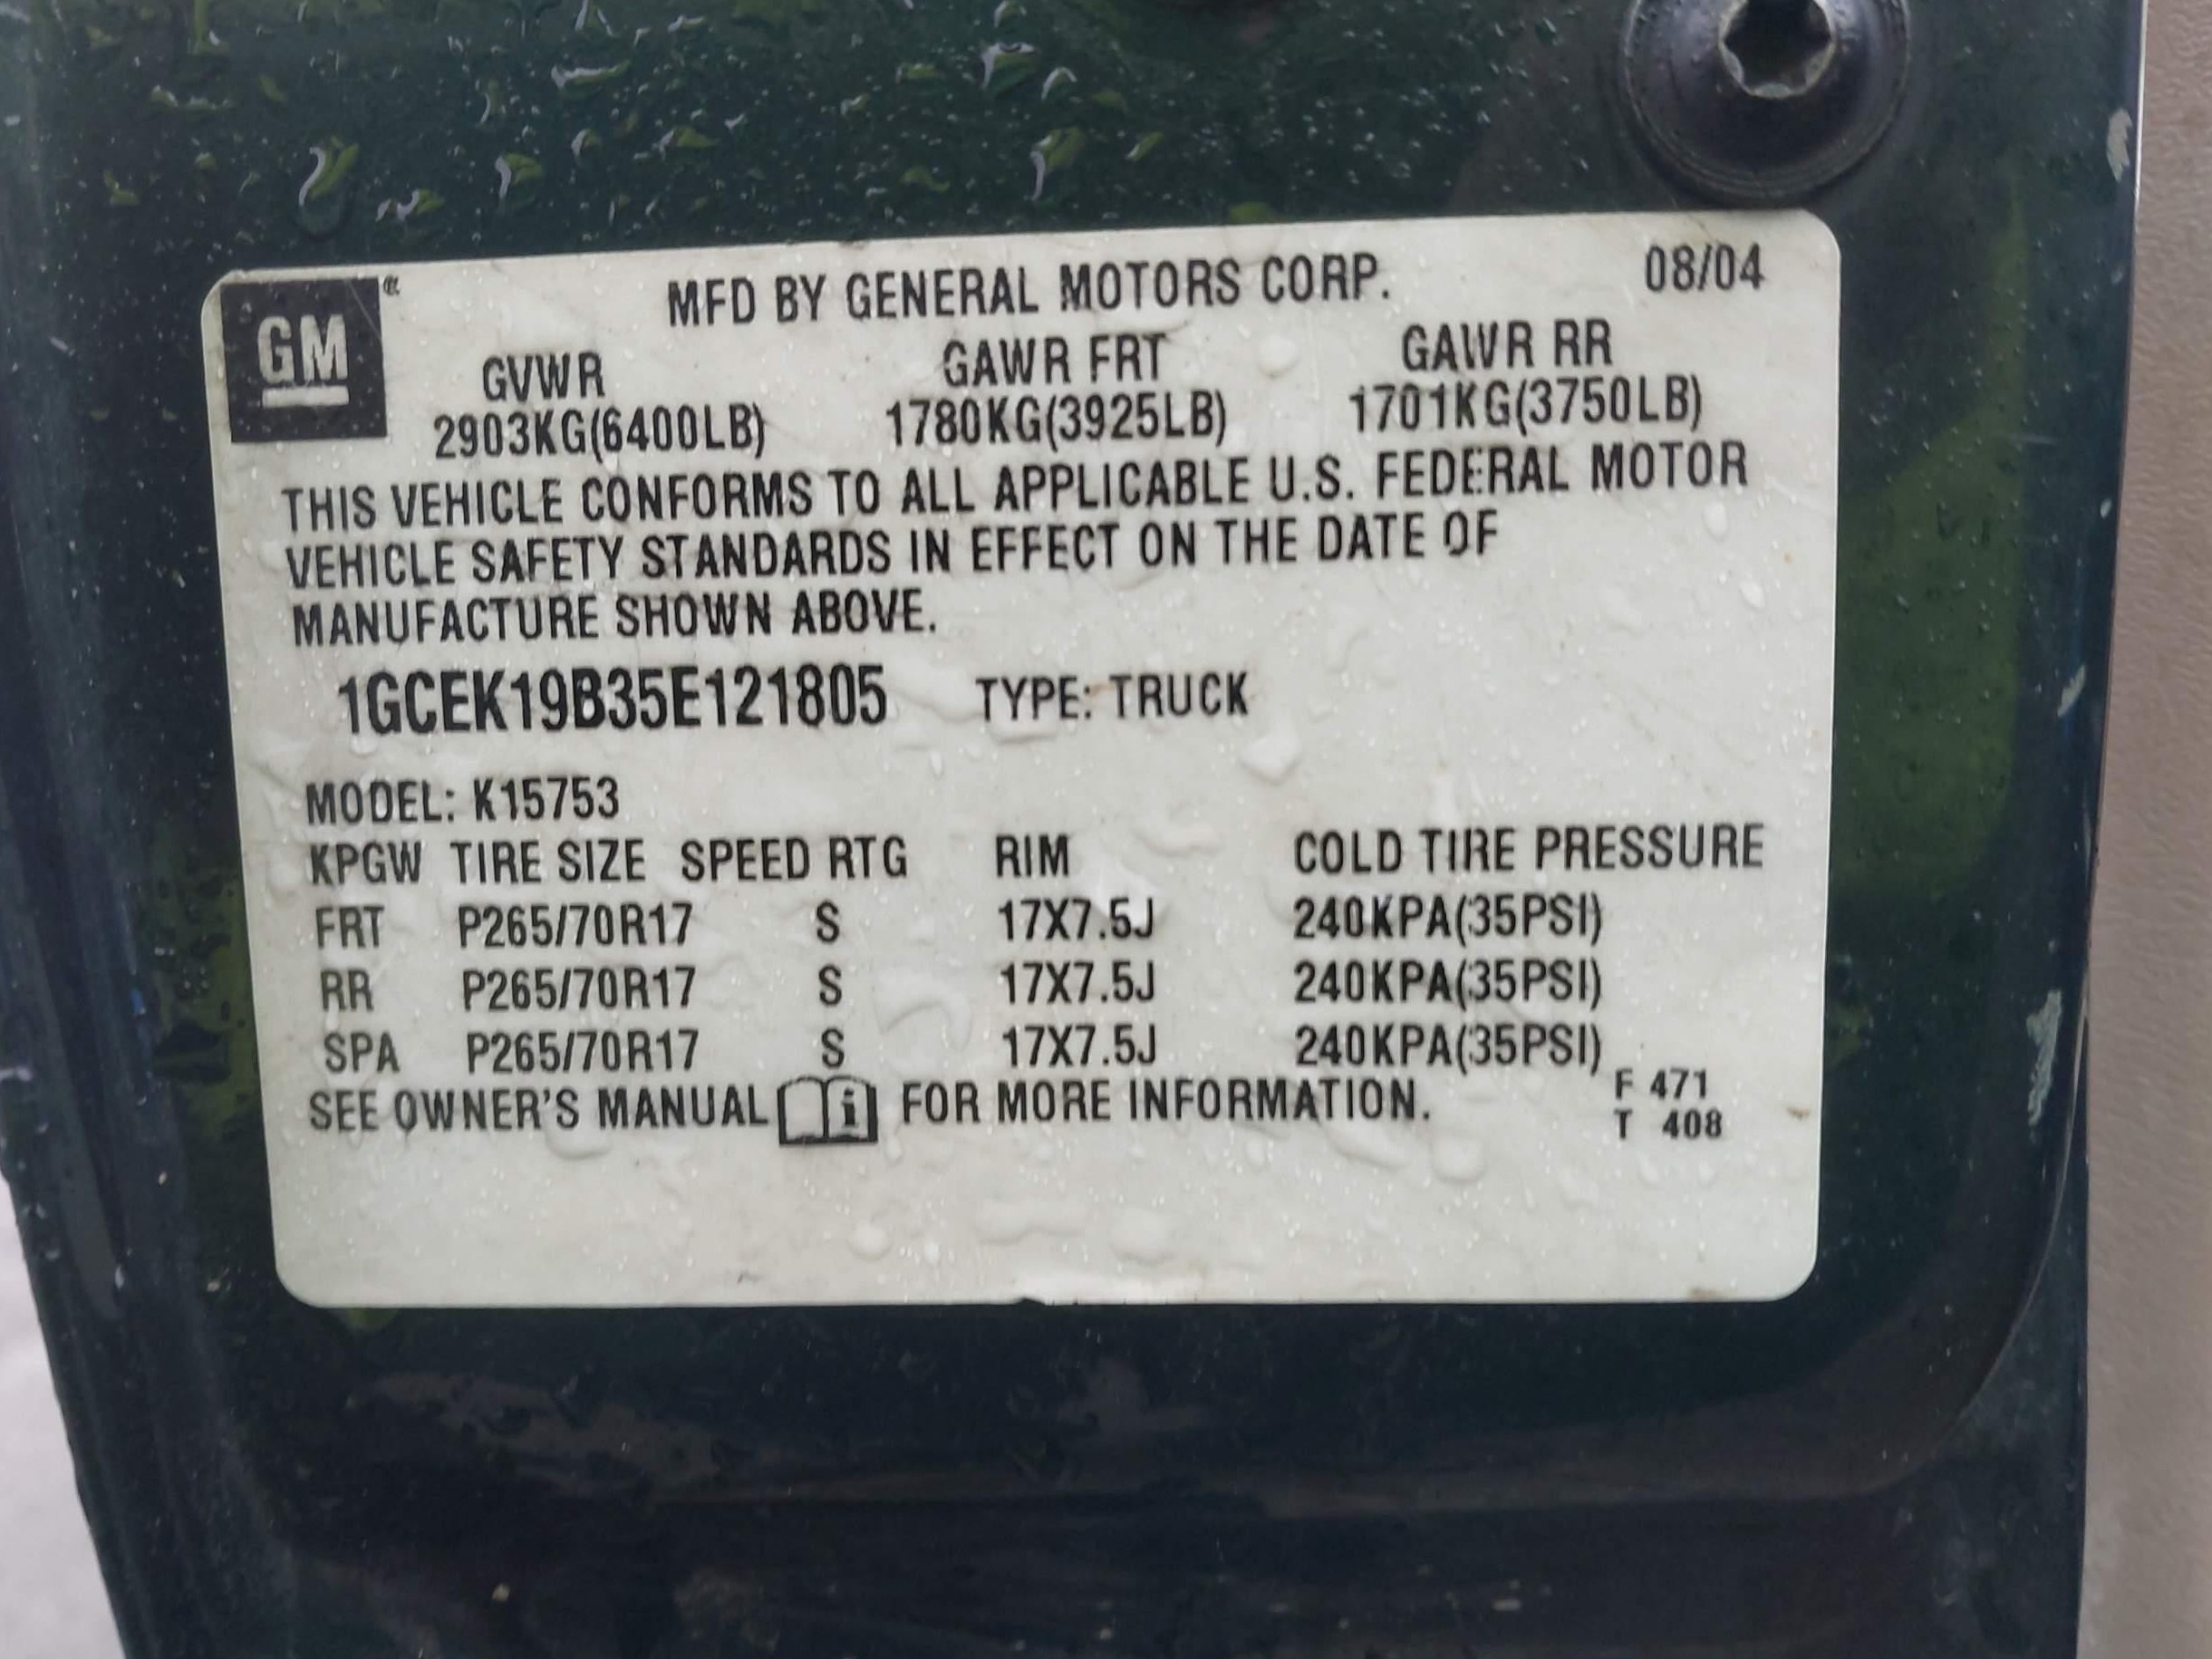 GM
MFD BY GENERAL MOTORS CORP. 08/04
GVWR GAWR FRT GAWR RR
2903KG(6400LB) 1780KG(3925LB) 1701KG(3750LB)
THIS VEHICLE CONFORMS TO ALL APPLICABLE U.S. FEDERAL MOTOR
VEHICLE SAFETY STANDARDS IN EFFECT ON THE DATE OF
MANUFACTURE SHOWN ABOVE.
1GCEK19B35E121805 TYPE: TRUCK
MODEL: K15753
KPGW TIRE SIZE SPEED RTG RIM COLD TIRE PRESSURE
FRT P265/70R17 S 17X7.5J 240KPA(35PSI)
RR P265/70R17 S 17X7.5J 240KPA(35PSI)
SPA P265/70R17 S 17X7.5J 240KPA(35PSI)
SEE OWNER'S MANUAL i FOR MORE INFORMATION. F 471
T 408